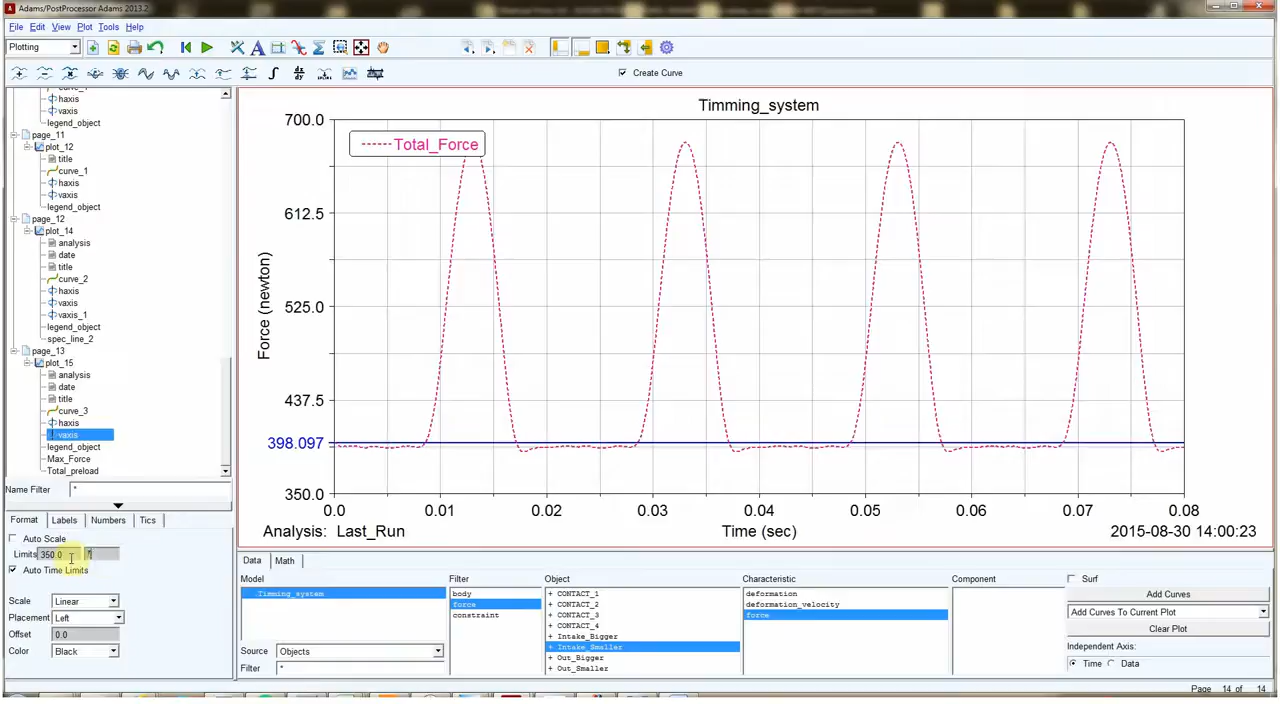 Adams/PostProcessor Adams 2013.2
File Edit View Plot Tools Help
Plotting
Create Curve
haxis
vaxis
legend_object
page_11
plot_12
title
curve_1
haxis
vaxis
legend_object
page_12
plot_14
analysis
date
title
curve_2
haxis
vaxis
vaxis_1
legend_object
spec_line_2
page_13
plot_15
analysis
date
title
curve_3
haxis
vaxis
legend_object
Max_Force
Total_preload
Name Filter *
Format Labels Numbers Tics
Auto Scale
Limits 350.0
Auto Time Limits
Scale Linear
Placement Left
Offset 0.0
Color Black
Timming_system
Total_Force
Force (newton)
700.0
612.5
525.0
437.5
398.097
350.0
0.0 0.01 0.02 0.03 0.04 0.05 0.06 0.07 0.08
Analysis: Last_Run Time (sec) 2015-08-30 14:00:23
Data Math
Model Filter Object Characteristic Component Surf
.Timming_system
Source Objects
Filter *
body
force
constraint
+ CONTACT_1
+ CONTACT_2
+ CONTACT_3
+ CONTACT_4
+ Intake_Bigger
+ Intake_Smaller
+ Out_Bigger
+ Out_Smaller
deformation
deformation_velocity
force
Add Curves
Add Curves To Current Plot
Clear Plot
Independent Axis:
Time Data
Page 14 of 14